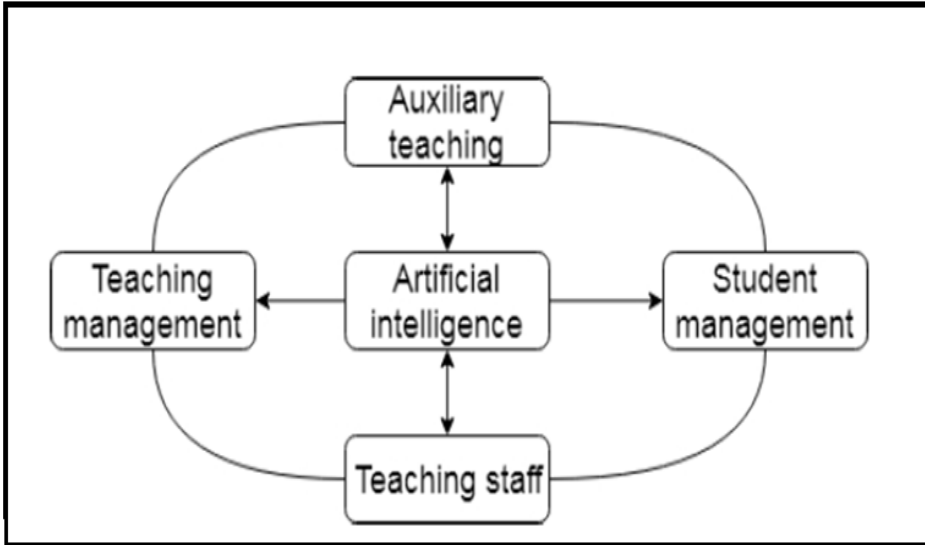 Auxiliary
teaching
Teaching
management
Artificial
intelligence
Student
management
Teaching staff